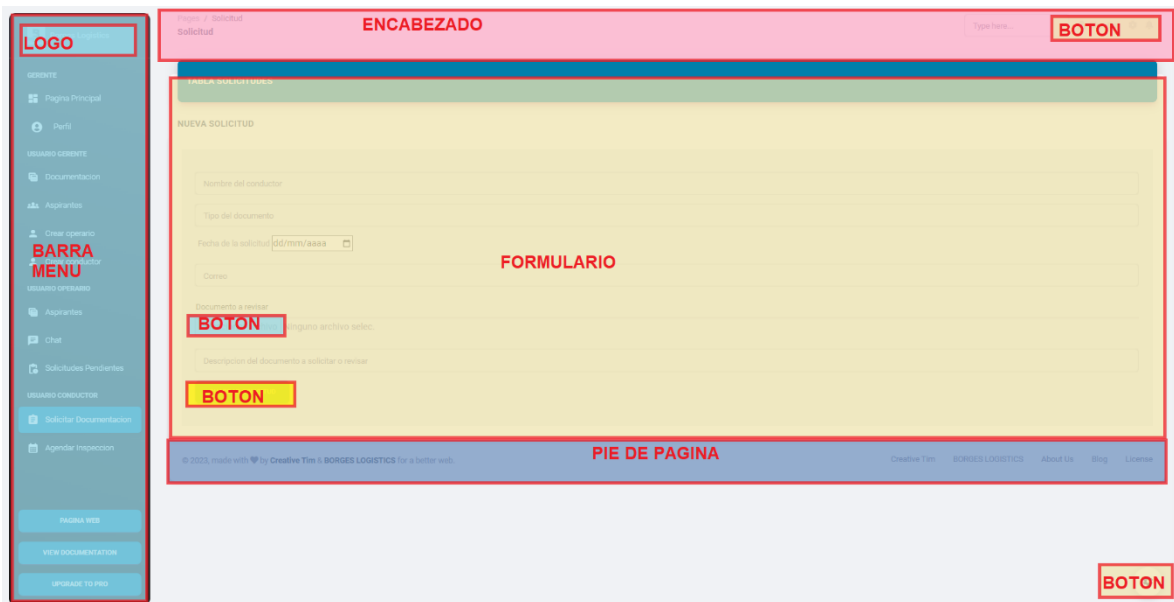 LOGO
GERENTE
Pagina Principal
Perfil
USUARIO GERENTE
Documentacion
Aspirantes
Crear operario
BARRA
Crear conductor
MENU
USUARIO OPERARIO
Aspirantes
Chat
Solicitudes Pendientes
USUARIO CONDUCTOR
Solicitar Documentacion
Agendar Inspeccion
PAGINA WEB
VIEW DOCUMENTATION
UPGRADE TO PRO
Pages / Solicitud
Solicitud
ENCABEZADO
Type here...
BOTON
TABLA SOLICITUDES
NUEVA SOLICITUD
Nombre del conductor
Tipo del documento
Fecha de la solicitud dd/mm/aaaa
FORMULARIO
Correo
Documento a revisar
BOTON
ninguno archivo selec.
Descripcion del documento a solicitar o revisar
BOTON
PIE DE PAGINA
© 2023, made with ♥ by Creative Tim & BORGES LOGISTICS for a better web.
Creative Tim BORGES LOGISTICS About Us Blog License
BOTON